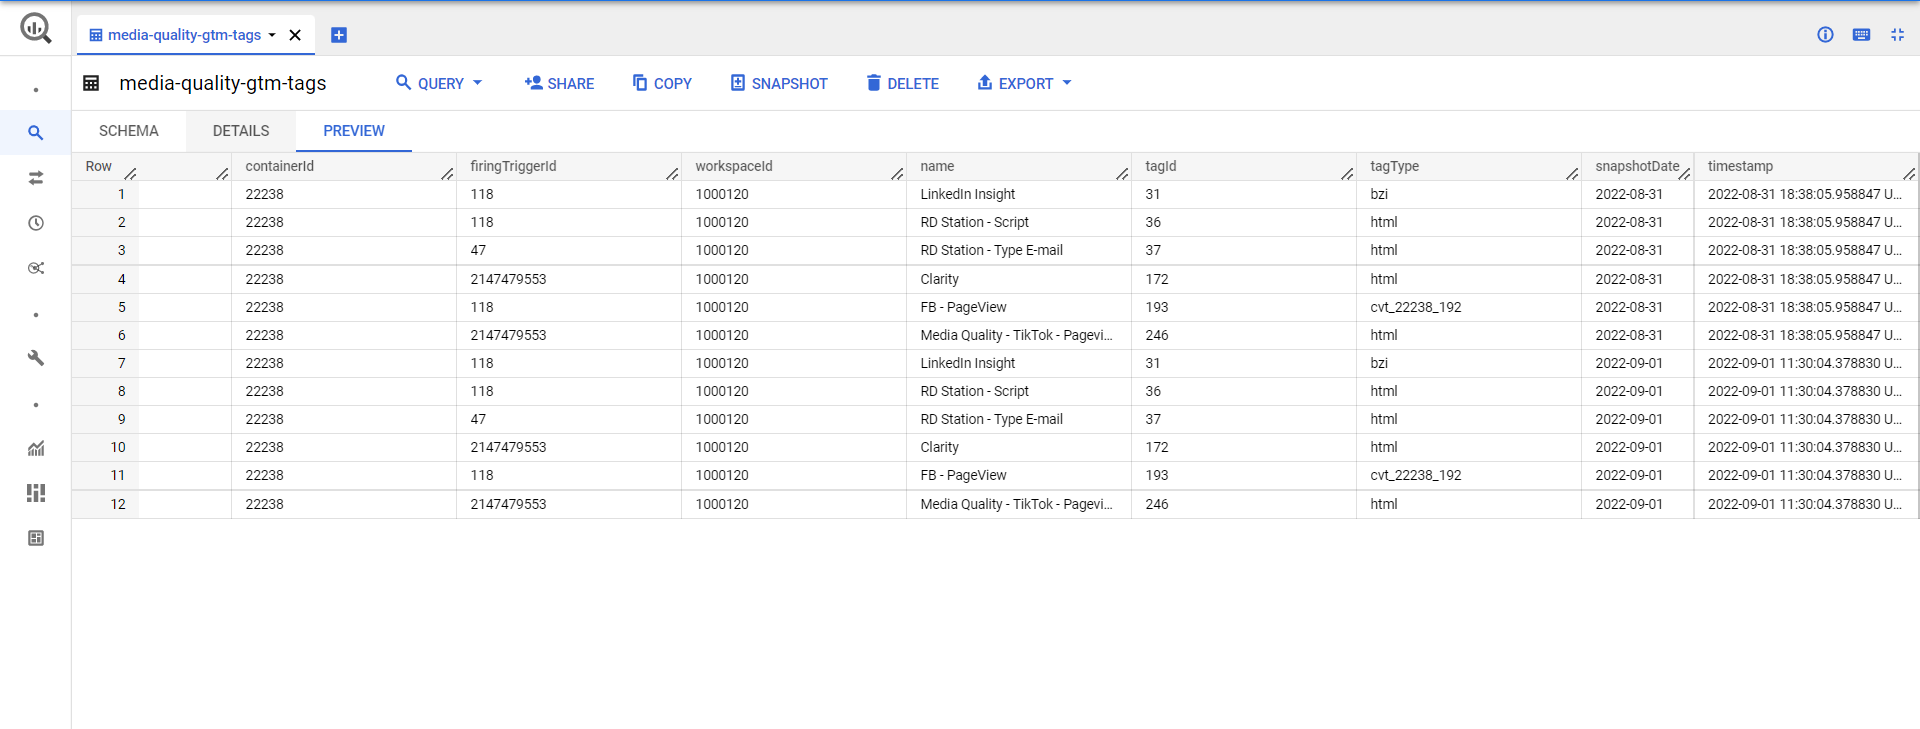 media-quality-gtm-tags
media-quality-gtm-tags QUERY SHARE COPY SNAPSHOT DELETE EXPORT
SCHEMA DETAILS PREVIEW
Row containerId firingTriggerId workspaceId name tagId tagType snapshotDate timestamp
1 22238 118 1000120 LinkedIn Insight 31 bzi 2022-08-31 2022-08-31 18:38:05.958847 U...
2 22238 118 1000120 RD Station - Script 36 html 2022-08-31 2022-08-31 18:38:05.958847 U...
3 22238 47 1000120 RD Station - Type E-mail 37 html 2022-08-31 2022-08-31 18:38:05.958847 U...
4 22238 2147479553 1000120 Clarity 172 html 2022-08-31 2022-08-31 18:38:05.958847 U...
5 22238 118 1000120 FB - PageView 193 cvt_22238_192 2022-08-31 2022-08-31 18:38:05.958847 U...
6 22238 2147479553 1000120 Media Quality - TikTok - Pagevi... 246 html 2022-08-31 2022-08-31 18:38:05.958847 U...
7 22238 118 1000120 LinkedIn Insight 31 bzi 2022-09-01 2022-09-01 11:30:04.378830 U...
8 22238 118 1000120 RD Station - Script 36 html 2022-09-01 2022-09-01 11:30:04.378830 U...
9 22238 47 1000120 RD Station - Type E-mail 37 html 2022-09-01 2022-09-01 11:30:04.378830 U...
10 22238 2147479553 1000120 Clarity 172 html 2022-09-01 2022-09-01 11:30:04.378830 U...
11 22238 118 1000120 FB - PageView 193 cvt_22238_192 2022-09-01 2022-09-01 11:30:04.378830 U...
12 22238 2147479553 1000120 Media Quality - TikTok - Pagevi... 246 html 2022-09-01 2022-09-01 11:30:04.378830 U...